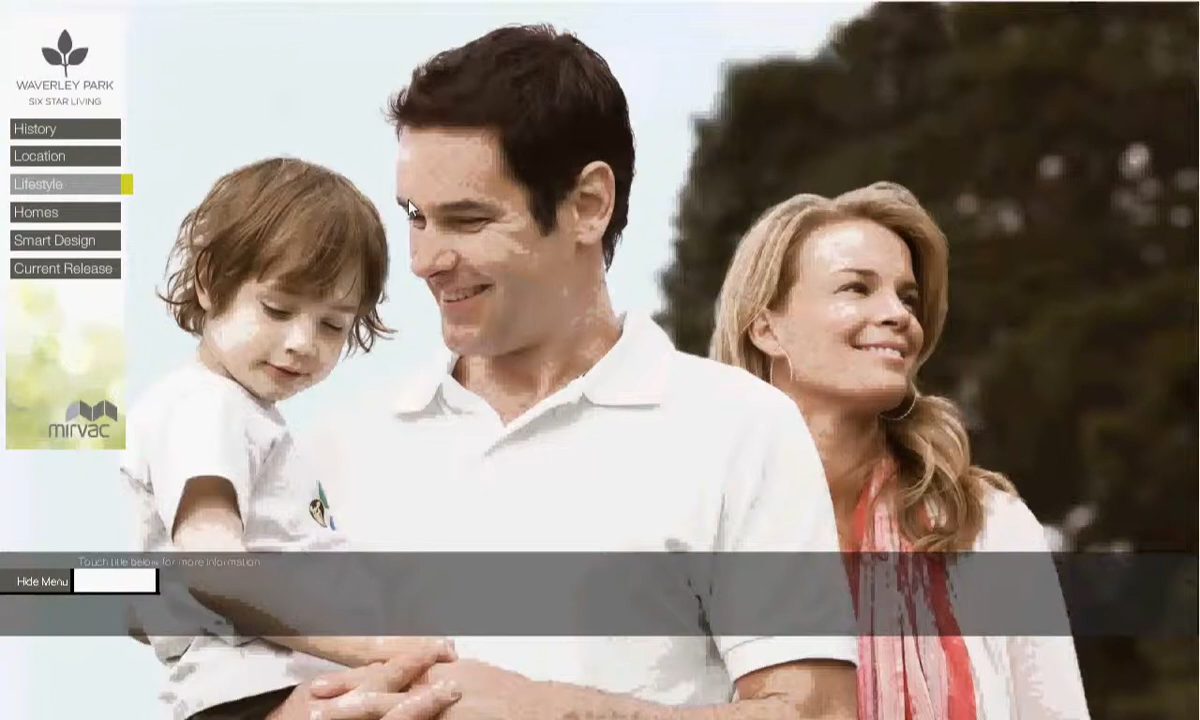 WAVERLEY PARK
SIX STAR LIVING
History
Location
Lifestyle
Homes
Smart Design
Current Release
mirvac
Touch title below for more information
Hide Menu